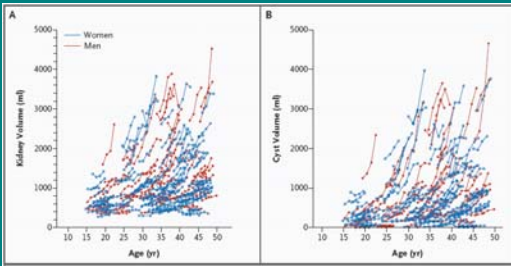 A
Women
Men
5000
4000
3000
2000
1000
0
Kidney Volume (ml)
10 15 20 25 30 35 40 45 50
Age (yr)
B
5000
4000
3000
2000
1000
0
Cyst Volume (ml)
10 15 20 25 30 35 40 45 50
Age (yr)